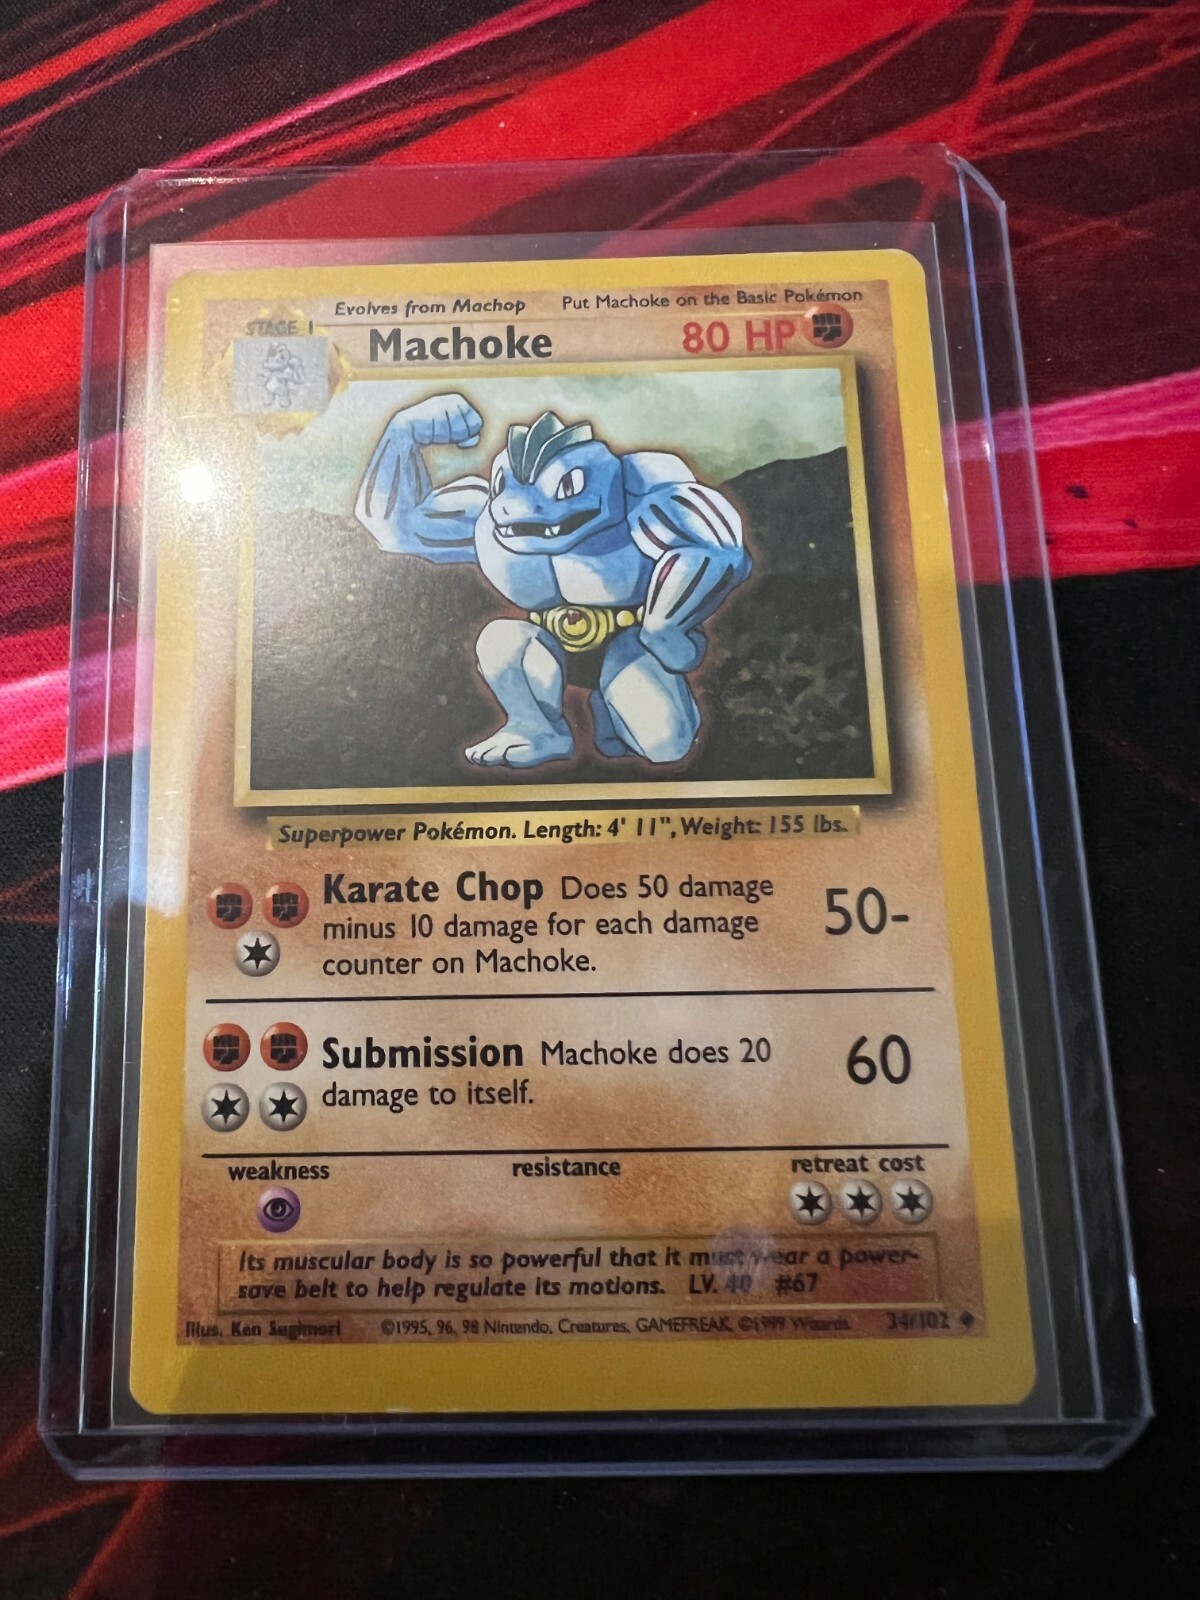 Evolves from Machop Put Machoke on the Basic Pokémon
STAGE 1
Machoke 80 HP
Superpower Pokémon. Length: 4' 11", Weight: 155 lbs.
Karate Chop Does 50 damage
minus 10 damage for each damage
counter on Machoke.
50-
Submission Machoke does 20
damage to itself.
60
weakness resistance retreat cost
Its muscular body is so powerful that it must wear a power-
save belt to help regulate its motions. LV. 40 #67
Illus. Ken Sugimori ©1995, 96, 98 Nintendo, Creatures, GAMEFREAK. ©1999 Wizards. 34/102